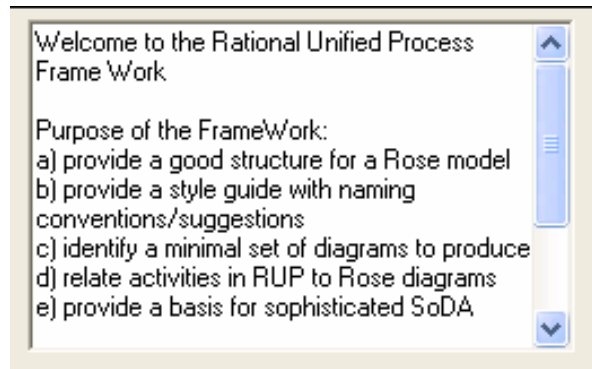 Welcome to the Rational Unified Process
Frame Work
Purpose of the FrameWork:
a) provide a good structure for a Rose model
b) provide a style guide with naming
conventions/suggestions
c) identify a minimal set of diagrams to produce
d) relate activities in RUP to Rose diagrams
e) provide a basis for sophisticated SoDA